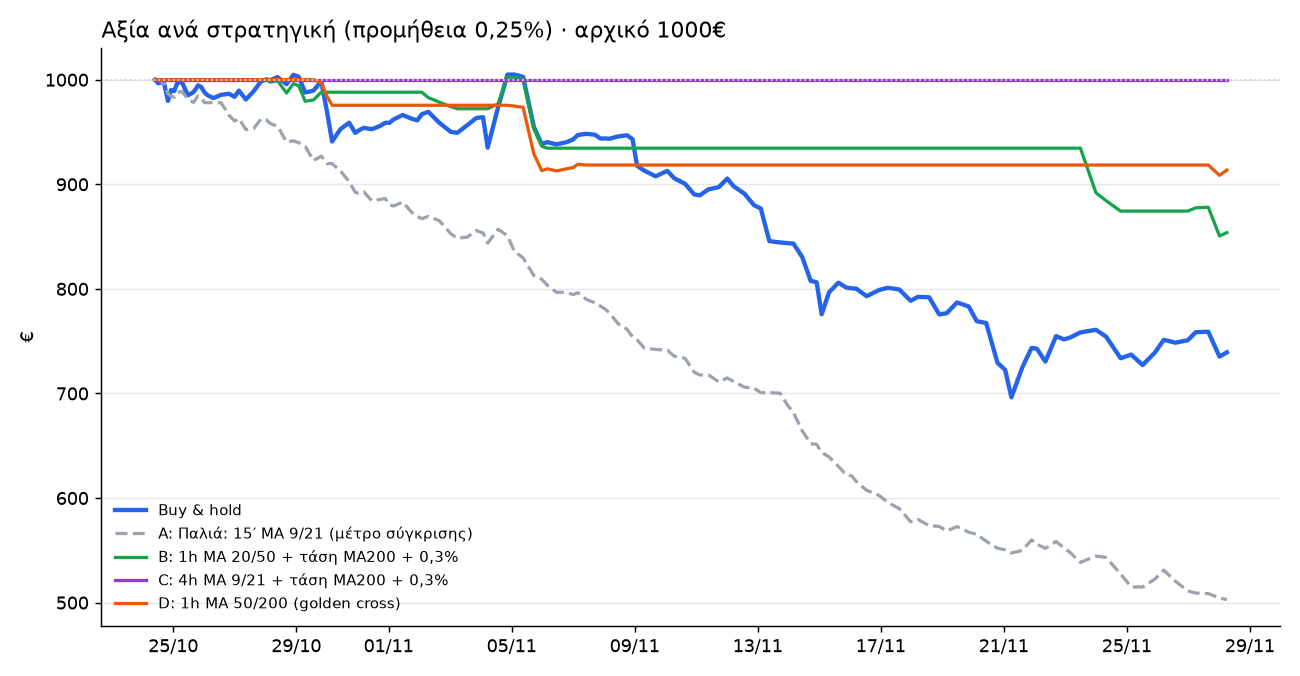 Αξία ανά στρατηγική (προμήθεια 0,25%) · αρχικό 1000€
1000
900
800
700
600
500
€
Buy & hold
A: Παλιά: 15΄ MA 9/21 (μέτρο σύγκρισης)
B: 1h MA 20/50 + τάση MA200 + 0,3%
C: 4h MA 9/21 + τάση MA200 + 0,3%
D: 1h MA 50/200 (golden cross)
25/10 29/10 01/11 05/11 09/11 13/11 17/11 21/11 25/11 29/11